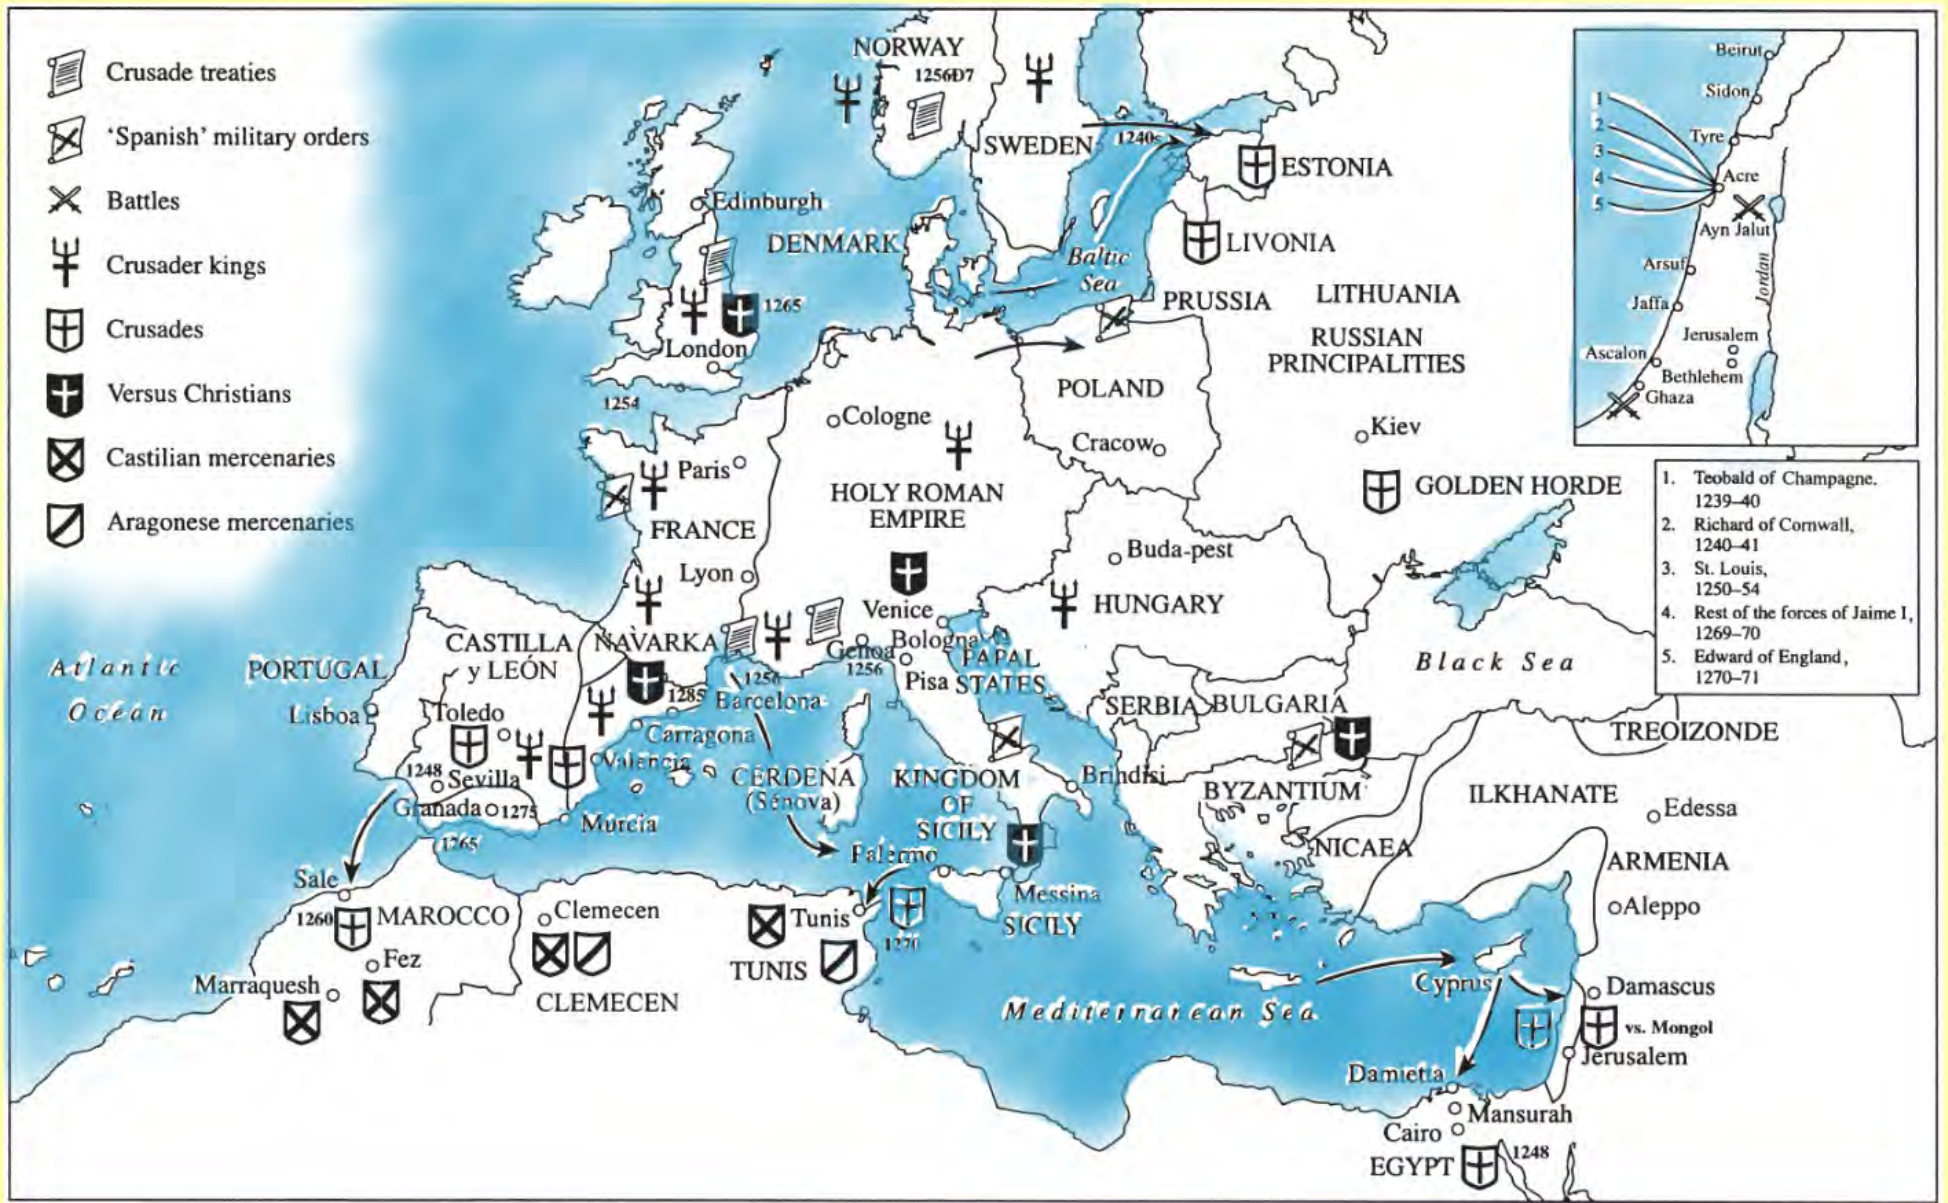 Crusade treaties
'Spanish' military orders
Battles
Crusader kings
Crusades
Versus Christians
Castilian mercenaries
Aragonese mercenaries
NORWAY
1256D7
SWEDEN
1240s
ESTONIA
Edinburgh
DENMARK
LIVONIA
Baltic
Sea
PRUSSIA
LITHUANIA
RUSSIAN
PRINCIPALITIES
1265
London
1254
POLAND
Cologne
Cracow
Kiev
Paris
HOLY ROMAN
EMPIRE
GOLDEN HORDE
FRANCE
Lyon
Buda-pest
Venice
HUNGARY
CASTILLA
y LEÓN
NAVARKA
Genoa
1256
Bologna
PAPAL
STATES
Pisa
Atlantic
Ocean
PORTUGAL
Lisboa
1285
1256
Barcelona
Carragona
Toledo
Valancia
SERBIA
BULGARIA
Black Sea
TREOIZONDE
1248
Sevilla
Granada
1275
Murcia
1265
CERDENA
(Sénova)
KINGDOM
OF
SICILY
Brindisi
BYZANTIUM
ILKHANATE
Edessa
NICAEA
ARMENIA
Aleppo
Palermo
Messina
SICILY
Sale
1260
MAROCCO
Fez
Marraquesh
Clemecen
CLEMECEN
Tunis
TUNIS
1270
Mediterranean Sea
Cyprus
Damascus
vs. Mongol
Jerusalem
Damietta
Mansurah
Cairo
EGYPT
1248
Beirut
Sidon
Tyre
1
2
3
4
5
Acre
Ayn Jalut
Arsuf
Jordan
Jaffa
Jerusalem
Ascalon
Bethlehem
Ghaza
1. Teobald of Champagne.
1239–40
2. Richard of Cornwall,
1240–41
3. St. Louis,
1250–54
4. Rest of the forces of Jaime I,
1269–70
5. Edward of England,
1270–71